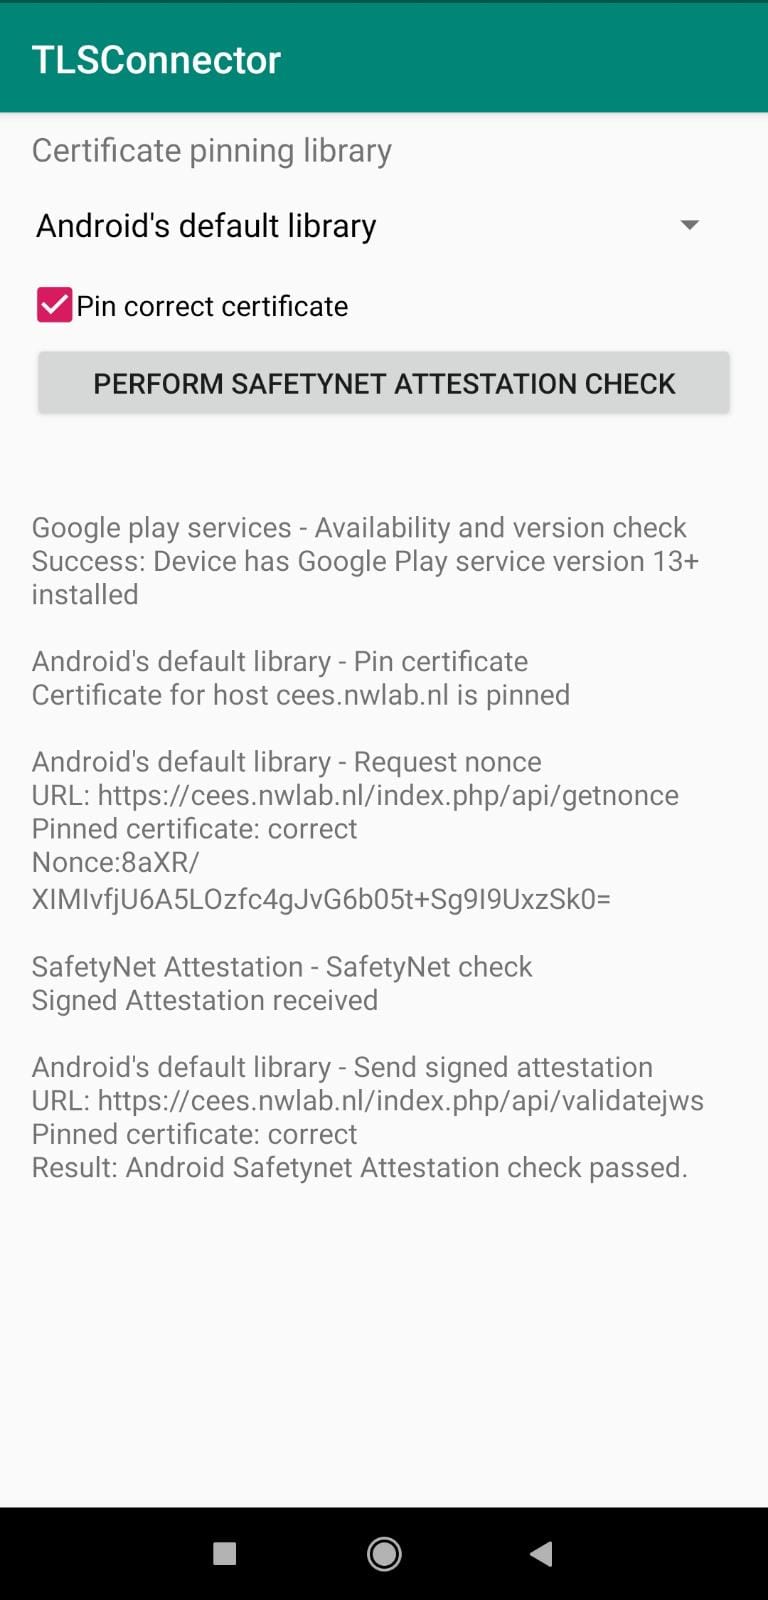 TLSConnector
Certificate pinning library
Android's default library
Pin correct certificate
PERFORM SAFETYNET ATTESTATION CHECK
Google play services - Availability and version check
Success: Device has Google Play service version 13+
installed
Android's default library - Pin certificate
Certificate for host cees.nwlab.nl is pinned
Android's default library - Request nonce
URL: https://cees.nwlab.nl/index.php/api/getnonce
Pinned certificate: correct
Nonce:8aXR/
XIMIvfjU6A5LOzfc4gJvG6b05t+Sg9I9UxzSk0=
SafetyNet Attestation - SafetyNet check
Signed Attestation received
Android's default library - Send signed attestation
URL: https://cees.nwlab.nl/index.php/api/validatejws
Pinned certificate: correct
Result: Android Safetynet Attestation check passed.